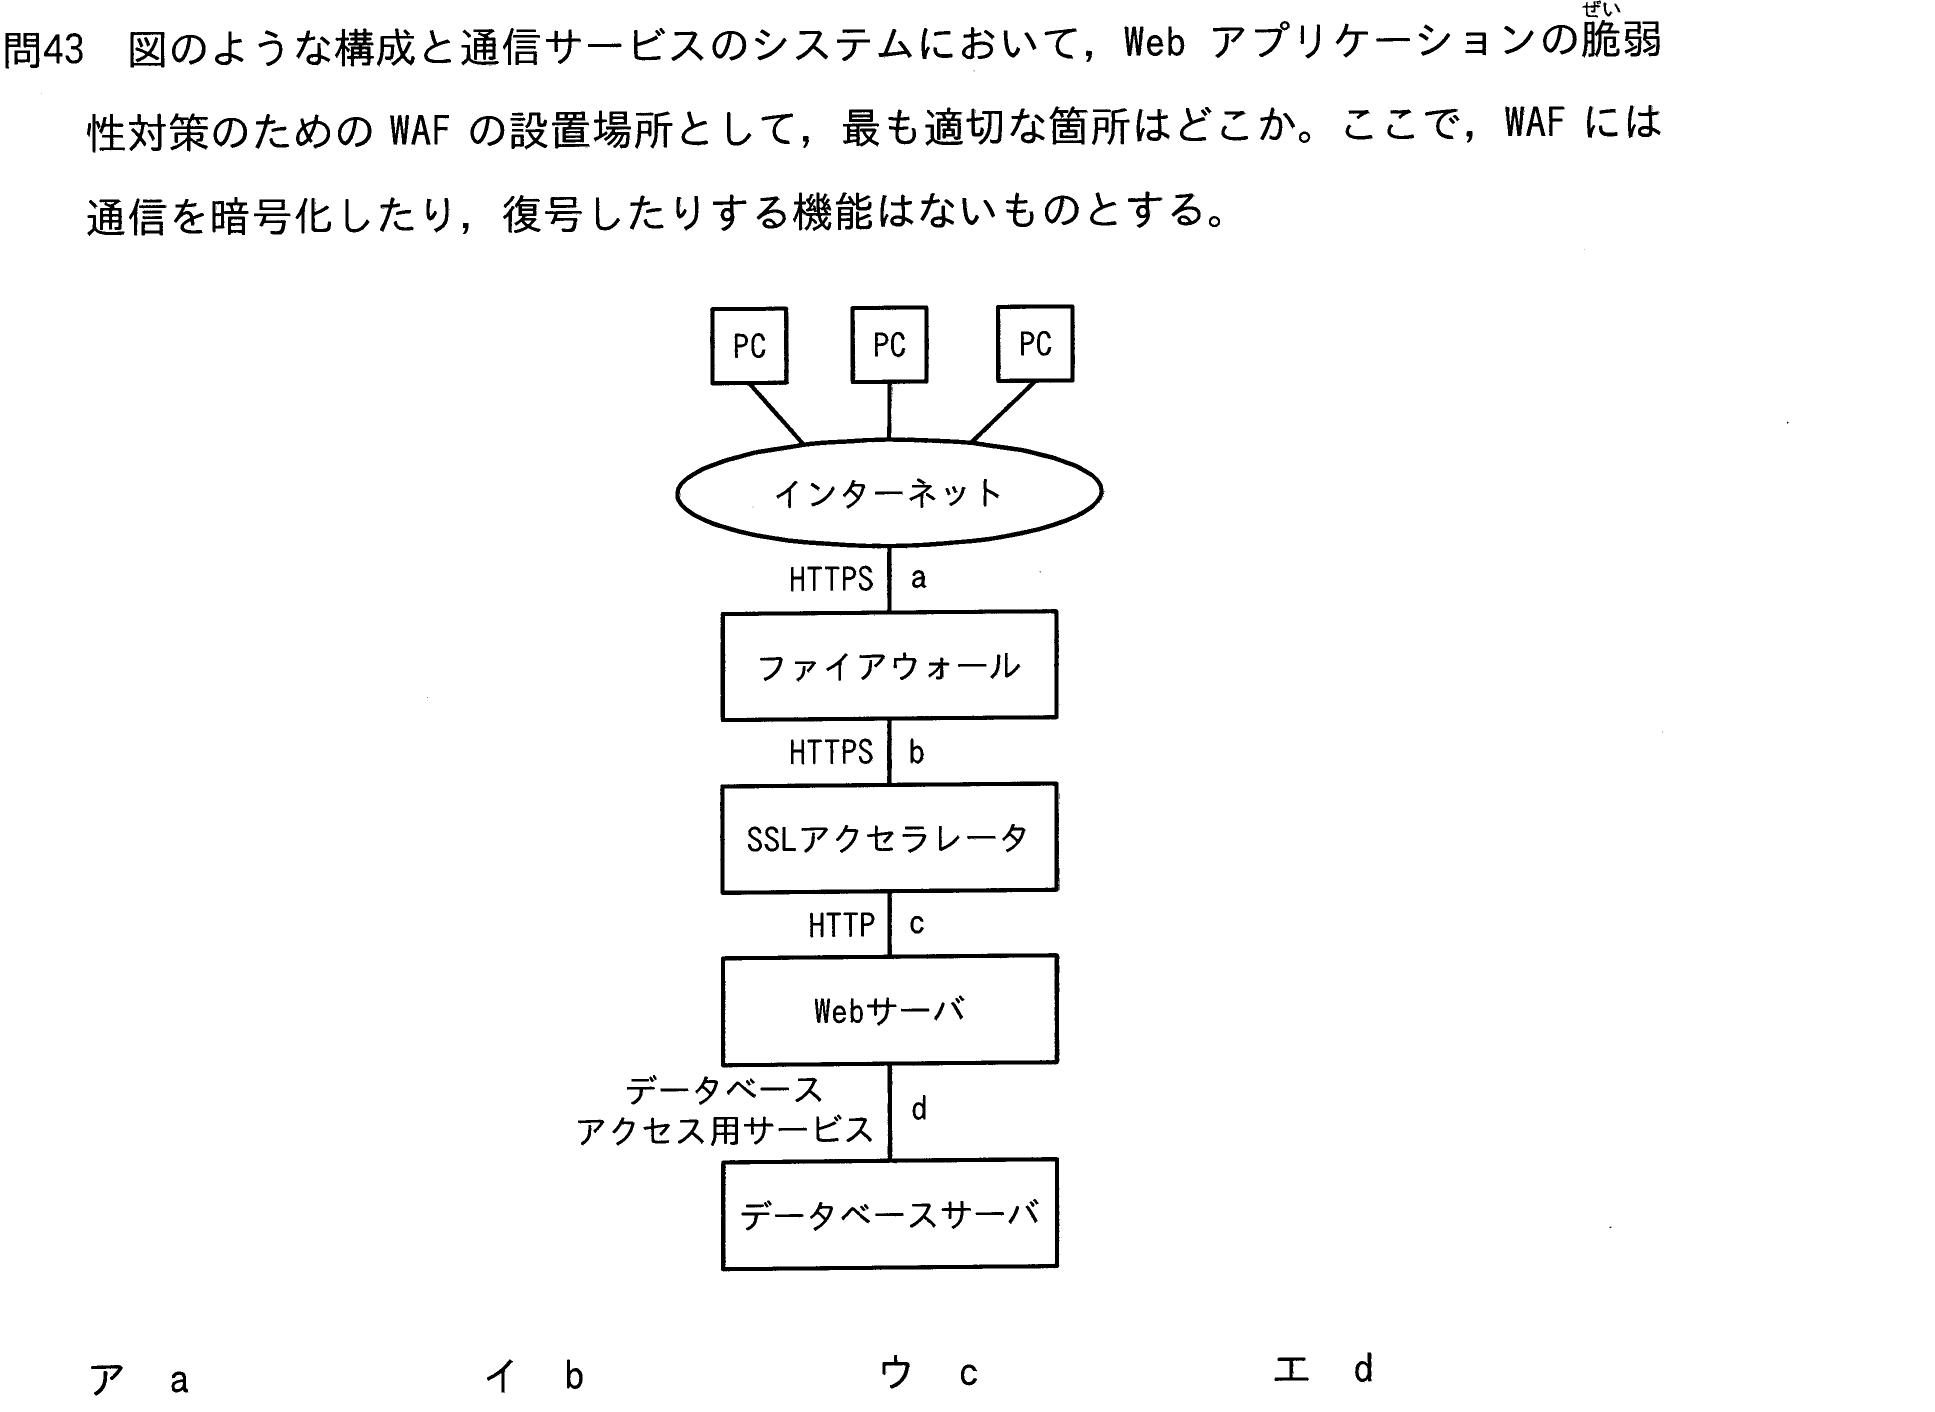 ぜい
問43 図のような構成と通信サービスのシステムにおいて，Web アプリケーションの脆弱
性対策のための WAF の設置場所として，最も適切な箇所はどこか。ここで，WAF には
通信を暗号化したり，復号したりする機能はないものとする。
PC PC PC
インターネット
HTTPS a
ファイアウォール
HTTPS b
SSLアクセラレータ
HTTP c
Webサーバ
データベース
アクセス用サービス d
データベースサーバ
ア a イ b ウ c エ d